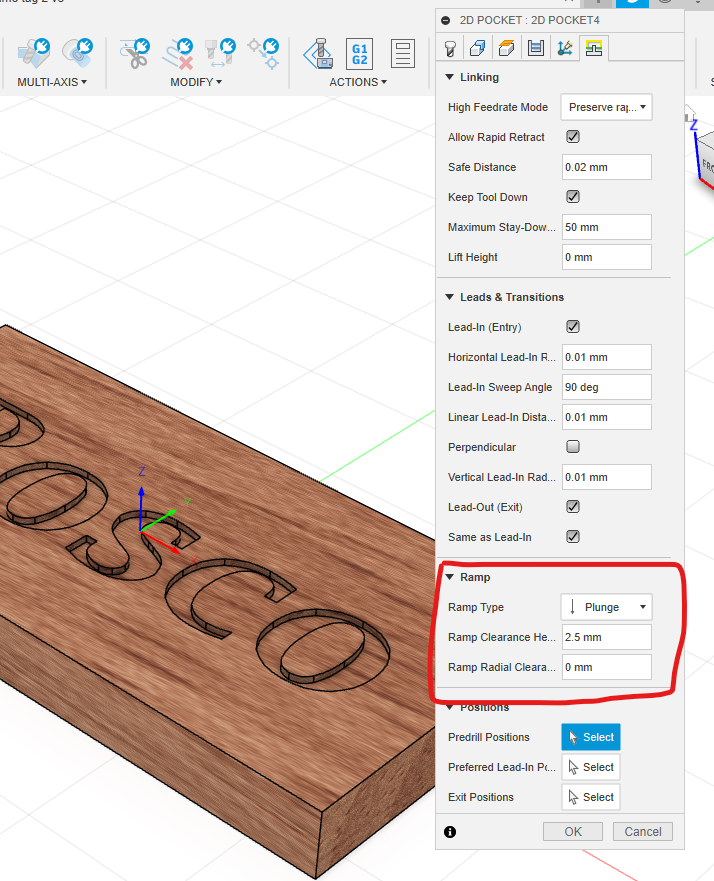 2D POCKET : 2D POCKET4
G1
G2
MULTI-AXIS
MODIFY
ACTIONS
Linking
High Feedrate Mode Preserve rap...
Allow Rapid Retract
Safe Distance 0.02 mm
Keep Tool Down
Maximum Stay-Dow... 50 mm
Lift Height 0 mm
Z
Leads & Transitions
Lead-In (Entry)
Horizontal Lead-In R... 0.01 mm
Lead-In Sweep Angle 90 deg
Linear Lead-In Dista... 0.01 mm
Perpendicular
Vertical Lead-In Rad... 0.01 mm
Lead-Out (Exit)
Same as Lead-In
Z
OSCO
Ramp
Ramp Type Plunge
Ramp Clearance He... 2.5 mm
Ramp Radial Cleara... 0 mm
Positions
Predrill Positions Select
Preferred Lead-In Po... Select
Exit Positions Select
OK Cancel